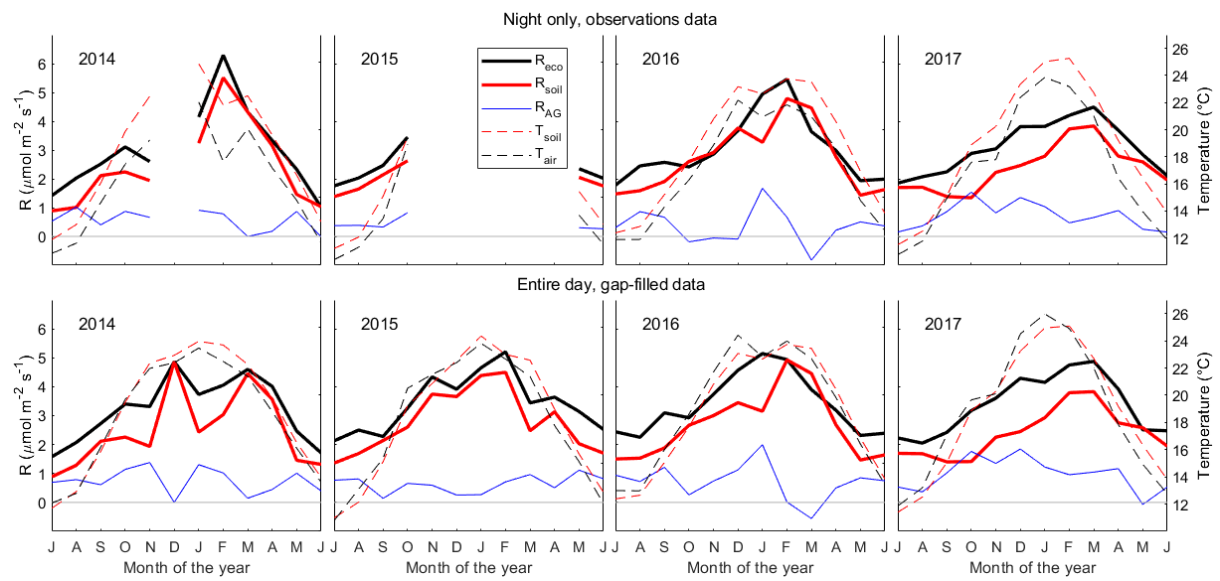 Night only, observations data
R (μmol m⁻² s⁻¹)
6
5
4
3
2
1
0
2014
2015
R_eco
R_soil
R_AG
T_soil
T_air
2016
2017
26
24
22
20
18
16
14
12
Temperature (°C)
Entire day, gap-filled data
R (μmol m⁻² s⁻¹)
6
5
4
3
2
1
0
2014
2015
2016
2017
26
24
22
20
18
16
14
12
Temperature (°C)
J A S O N D J F M A M J
J A S O N D J F M A M J
J A S O N D J F M A M J
J A S O N D J F M A M J
Month of the year
Month of the year
Month of the year
Month of the year